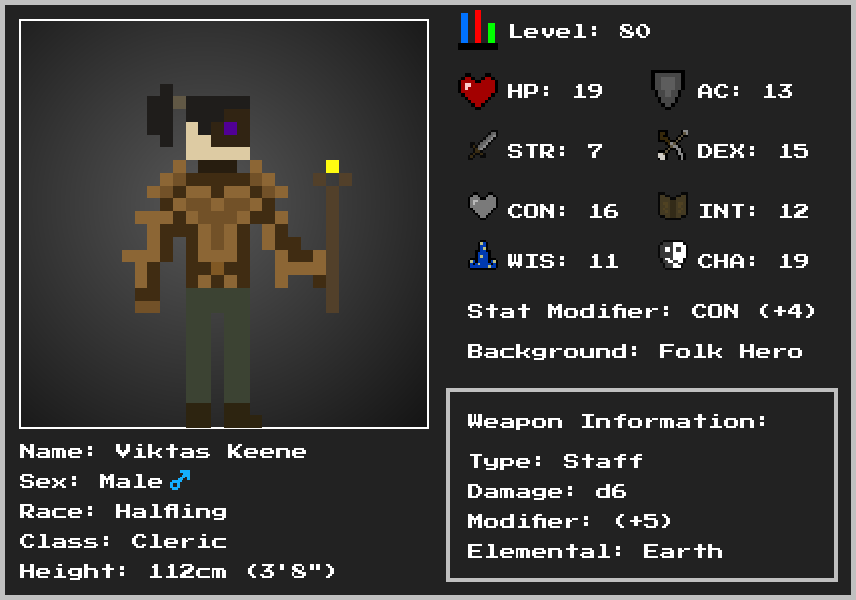 Level: 80
HP: 19
AC: 13
STR: 7
DEX: 15
CON: 16
INT: 12
WIS: 11
CHA: 19
Stat Modifier: CON (+4)
Background: Folk Hero
Weapon Information:
Type: Staff
Damage: d6
Modifier: (+5)
Elemental: Earth
Name: Viktas Keene
Sex: Male ♂
Race: Halfling
Class: Cleric
Height: 112cm (3'8")